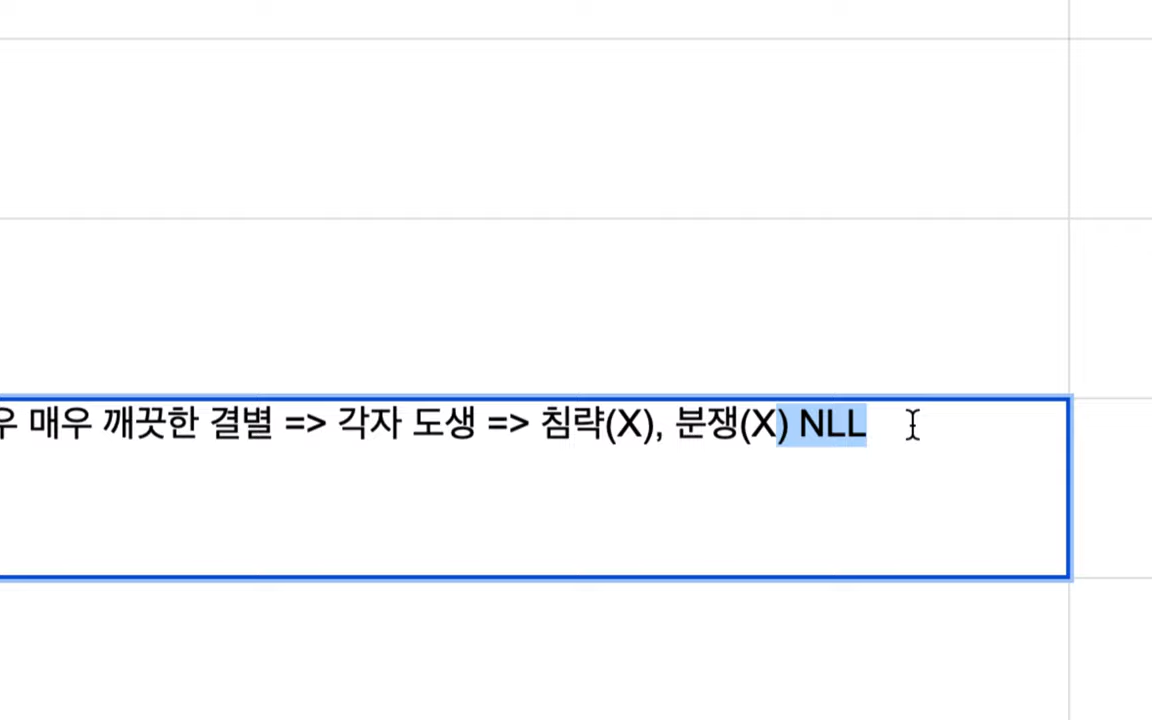 우 매우 깨끗한 결별 => 각자 도생 => 침략(X), 분쟁(X) NLL